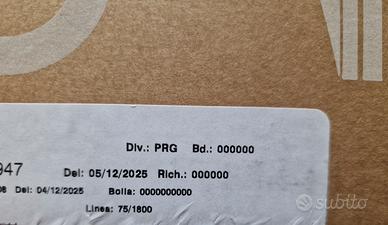 Div.: PRG Bd.: 000000
947 Del: 05/12/2025 Rich.: 000000
08 Del: 04/12/2025 Bolla: 0000000000
Linea: 75/1800
subito